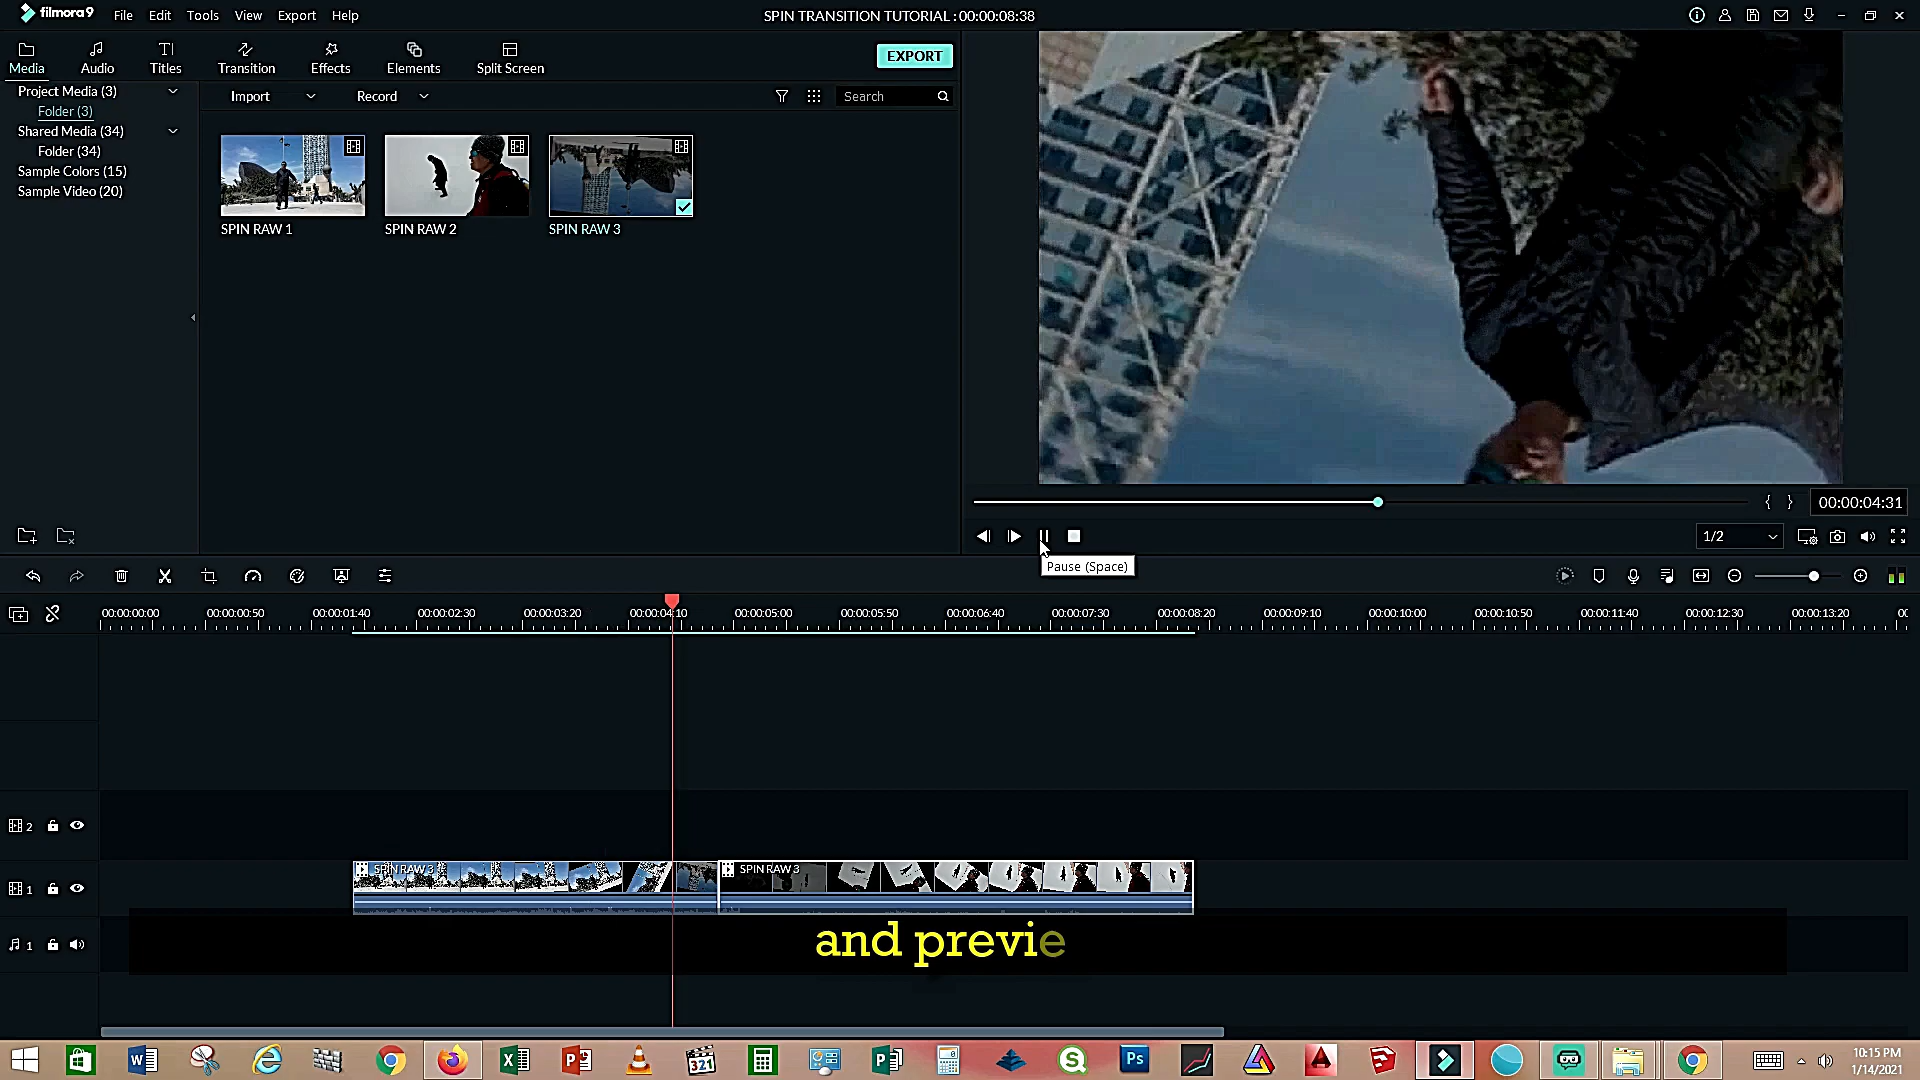 filmora9
File Edit Tools View Export Help
SPIN TRANSITION TUTORIAL : 00:00:08:38
Media Audio Titles Transition Effects Elements Split Screen
EXPORT
Project Media (3)
Folder (3)
Shared Media (34)
Folder (34)
Sample Colors (15)
Sample Video (20)
Import Record Search
SPIN RAW 1 SPIN RAW 2 SPIN RAW 3
{ } 00:00:04:31
1/2
Pause (Space)
00:00:00:00 00:00:00:50 00:00:01:40 00:00:02:30 00:00:03:20 00:00:04:10 00:00:05:00 00:00:05:50 00:00:06:40 00:00:07:30 00:00:08:20 00:00:09:10 00:00:10:00 00:00:10:50 00:00:11:40 00:00:12:30 00:00:13:20
2
SPIN RAW 3 SPIN RAW 3
1
1
and previe
321
Ps
10:15 PM
1/14/2021